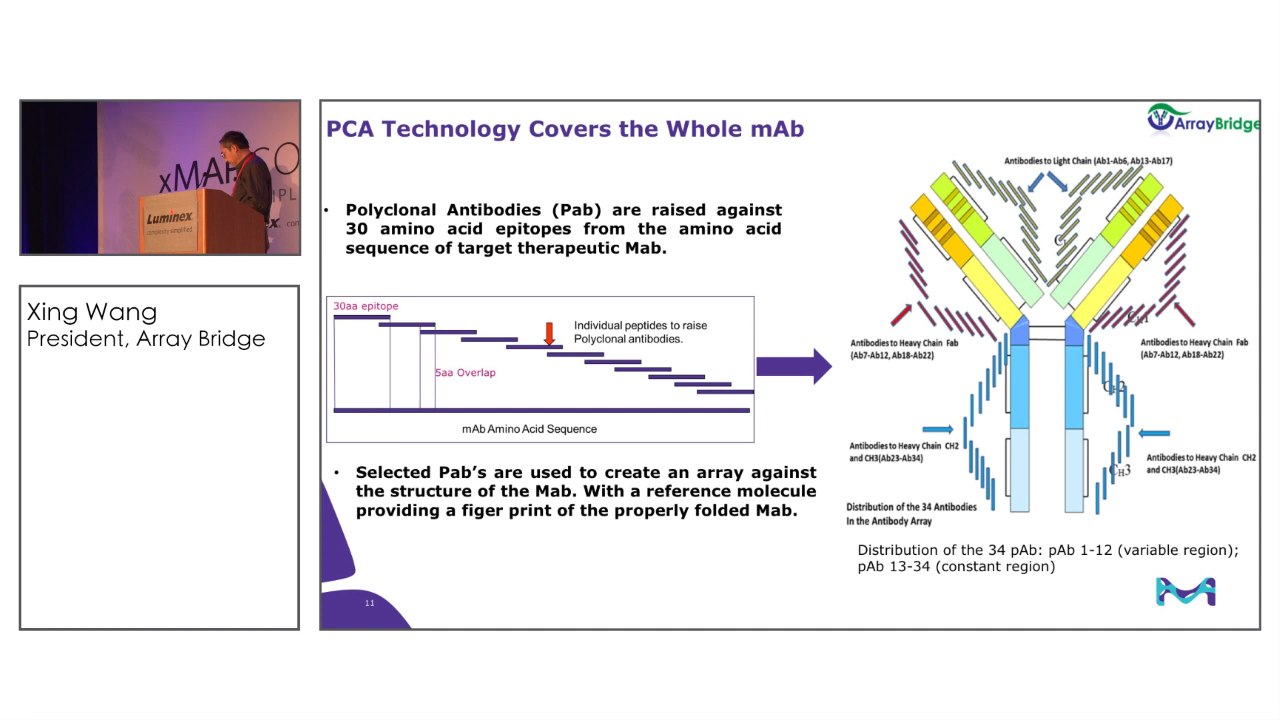 xMAP CO
Luminex
complexity simplified
Xing Wang
President, Array Bridge
PCA Technology Covers the Whole mAb
ArrayBridge
• Polyclonal Antibodies (Pab) are raised against
30 amino acid epitopes from the amino acid
sequence of target therapeutic Mab.
30aa epitope
Individual peptides to raise
Polyclonal antibodies.
5aa Overlap
mAb Amino Acid Sequence
• Selected Pab's are used to create an array against
the structure of the Mab. With a reference molecule
providing a figer print of the properly folded Mab.
11
Antibodies to Light Chain (Ab1-Ab6, Ab13-Ab17)
Antibodies to Heavy Chain Fab
(Ab7-Ab12, Ab18-Ab22)
Antibodies to Heavy Chain Fab
(Ab7-Ab12, Ab18-Ab22)
CH2
Antibodies to Heavy Chain CH2
and CH3(Ab23-Ab34)
Antibodies to Heavy Chain CH2
and CH3(Ab23-Ab34)
CH3
Distribution of the 34 Antibodies
In the Antibody Array
Distribution of the 34 pAb: pAb 1-12 (variable region);
pAb 13-34 (constant region)